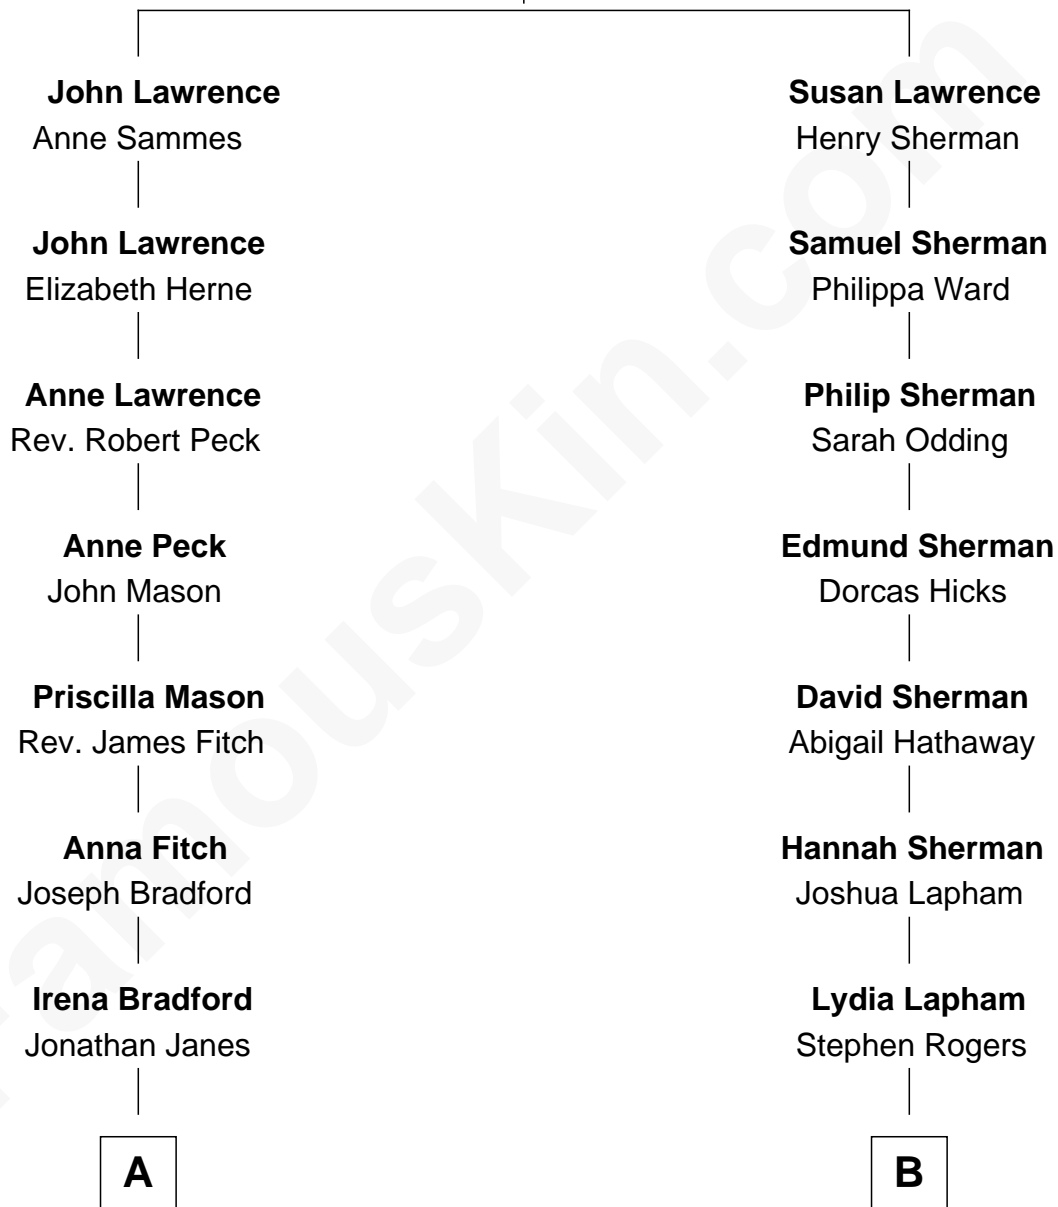 John Lawrence
Anne Sammes
John Lawrence
Elizabeth Herne
Anne Lawrence
Rev. Robert Peck
Anne Peck
John Mason
Priscilla Mason
Rev. James Fitch
Anna Fitch
Joseph Bradford
Irena Bradford
Jonathan Janes
A
Susan Lawrence
Henry Sherman
Samuel Sherman
Philippa Ward
Philip Sherman
Sarah Odding
Edmund Sherman
Dorcas Hicks
David Sherman
Abigail Hathaway
Hannah Sherman
Joshua Lapham
Lydia Lapham
Stephen Rogers
B
FamousKin.com